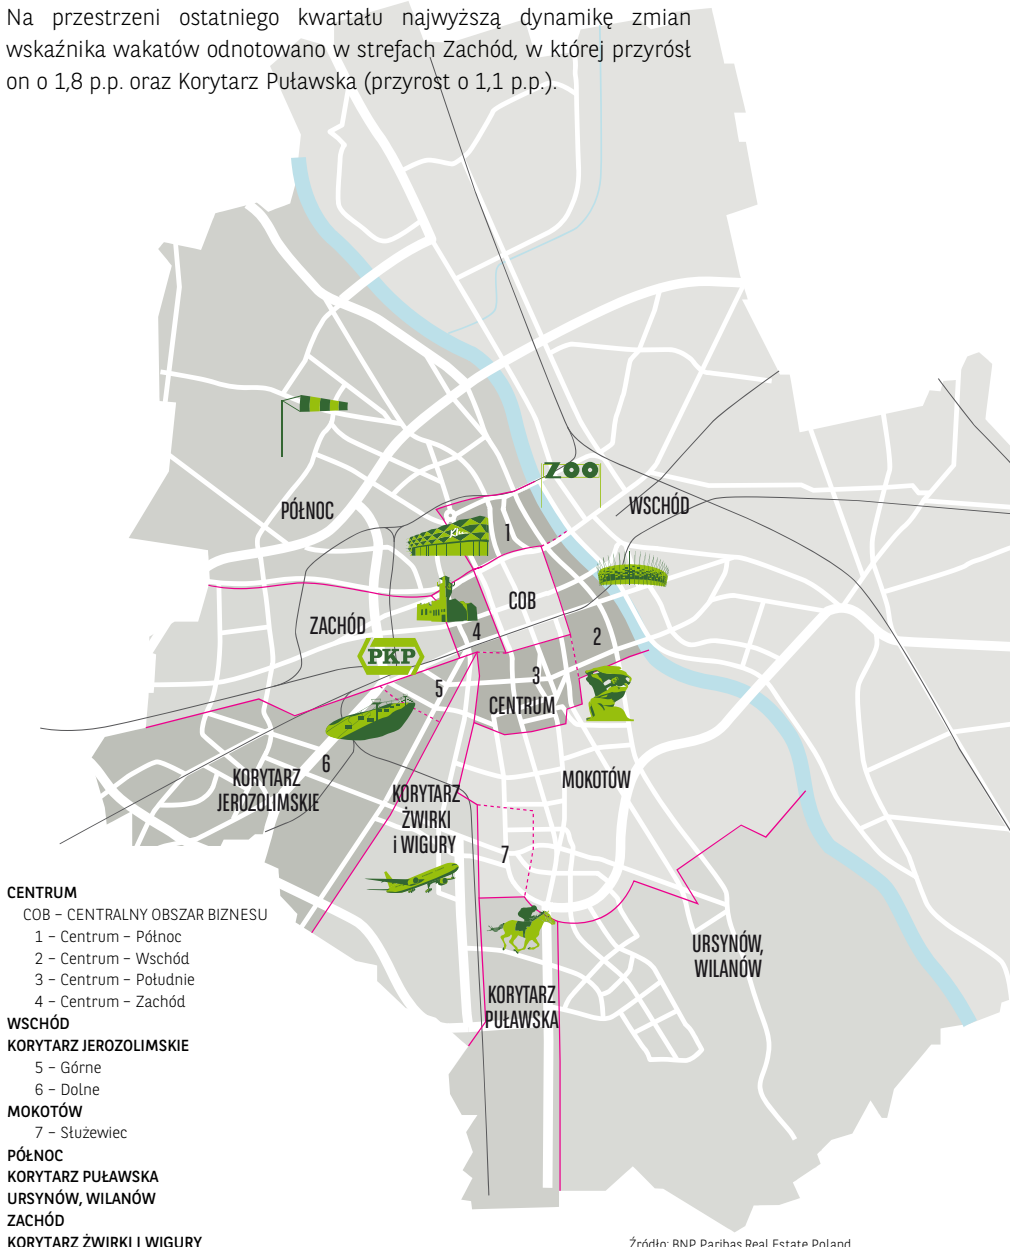 Na przestrzeni ostatniego kwartału najwyższą dynamikę zmian
wskaźnika wakatów odnotowano w strefach Zachód, w której przyrósł
on o 1,8 p.p. oraz Korytarz Puławska (przyrost o 1,1 p.p.).
ZOO
PÓŁNOC
WSCHÓD
1
COB
ZACHÓD
4
2
PKP
3
5
CENTRUM
6
KORYTARZ
JEROZOLIMSKIE
MOKOTÓW
KORYTARZ
ŻWIRKI
i WIGURY
7
URSYNÓW,
WILANÓW
KORYTARZ
PUŁAWSKA
CENTRUM
COB – CENTRALNY OBSZAR BIZNESU
1 – Centrum – Północ
2 – Centrum – Wschód
3 – Centrum – Południe
4 – Centrum – Zachód
WSCHÓD
KORYTARZ JEROZOLIMSKIE
5 – Górne
6 – Dolne
MOKOTÓW
7 – Służewiec
PÓŁNOC
KORYTARZ PUŁAWSKA
URSYNÓW, WILANÓW
ZACHÓD
KORYTARZ ŻWIRKI I WIGURY
Źródło: BNP Paribas Real Estate Poland